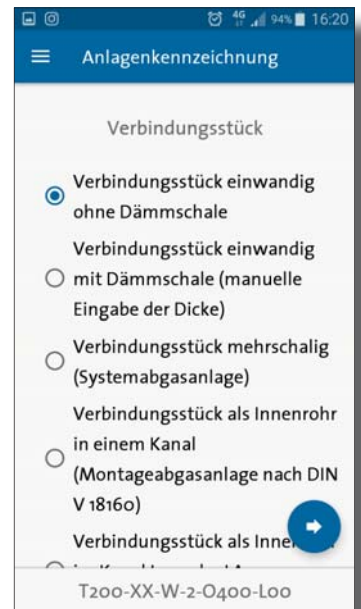 4G 94% 16:20
Anlagenkennzeichnung
Verbindungsstück
Verbindungsstück einwandig
ohne Dämmschale
Verbindungsstück einwandig
mit Dämmschale (manuelle
Eingabe der Dicke)
Verbindungsstück mehrschalig
(Systemabgasanlage)
Verbindungsstück als Innenrohr
in einem Kanal
(Montageabgasanlage nach DIN
V 18160)
Verbindungsstück als
T200-XX-W-2-O400-L00